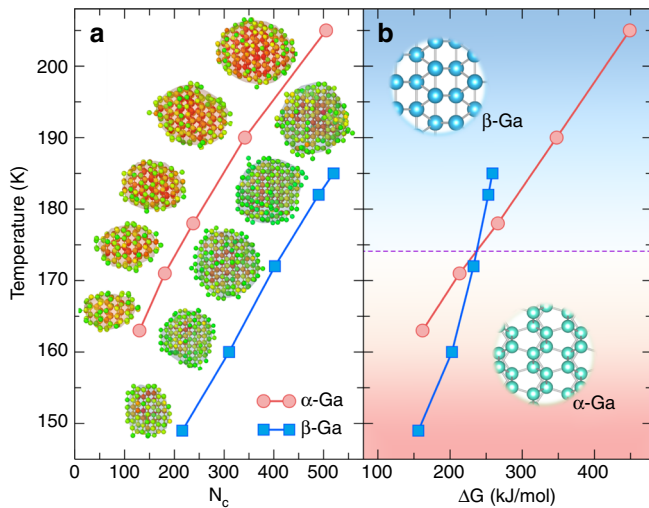 a
b
Temperature (K)
200
190
180
170
160
150
β-Ga
α-Ga
α-Ga
β-Ga
0 100 200 300 400 500
100 200 300 400
N_c
ΔG (kJ/mol)